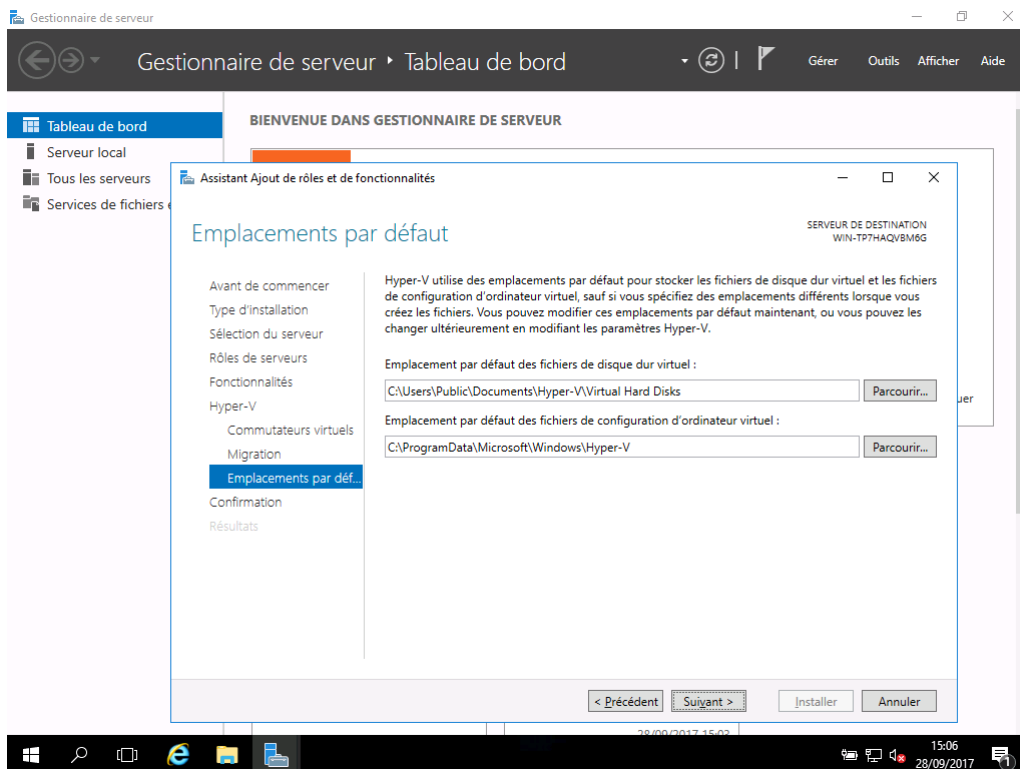 Gestionnaire de serveur
Gestionnaire de serveur ‣ Tableau de bord
Gérer Outils Afficher Aide
Tableau de bord
Serveur local
Tous les serveurs
Services de fichiers
BIENVENUE DANS GESTIONNAIRE DE SERVEUR
Assistant Ajout de rôles et de fonctionnalités
Emplacements par défaut
SERVEUR DE DESTINATION
WIN-TP7HAQVBM6G
Avant de commencer
Type d'installation
Sélection du serveur
Rôles de serveurs
Fonctionnalités
Hyper-V
Commutateurs virtuels
Migration
Emplacements par déf...
Confirmation
Résultats
Hyper-V utilise des emplacements par défaut pour stocker les fichiers de disque dur virtuel et les fichiers
de configuration d'ordinateur virtuel, sauf si vous spécifiez des emplacements différents lorsque vous
créez les fichiers. Vous pouvez modifier ces emplacements par défaut maintenant, ou vous pouvez les
changer ultérieurement en modifiant les paramètres Hyper-V.
Emplacement par défaut des fichiers de disque dur virtuel :
C:\Users\Public\Documents\Hyper-V\Virtual Hard Disks
Parcourir...
Emplacement par défaut des fichiers de configuration d'ordinateur virtuel :
C:\ProgramData\Microsoft\Windows\Hyper-V
Parcourir...
uer
< Précédent Suivant > Installer Annuler
28/09/2017 15:03
15:06
28/09/2017
1